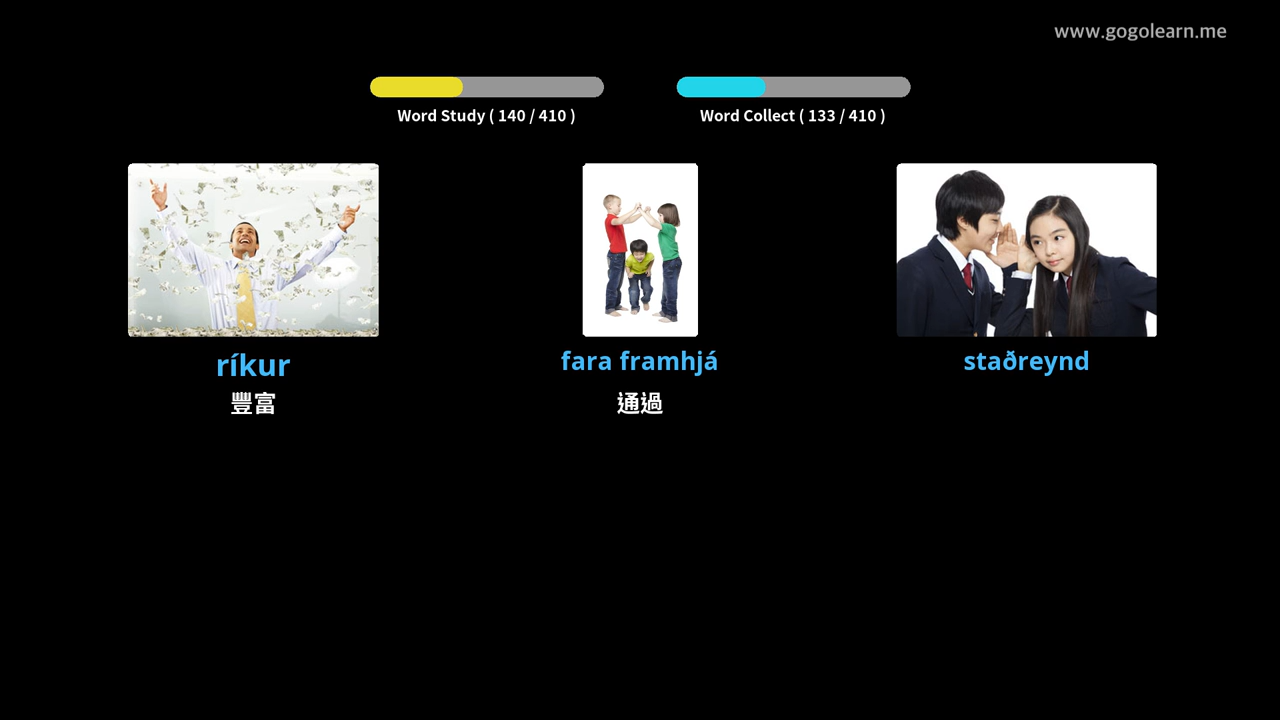 www.gogolearn.me
Word Study ( 140 / 410 )
Word Collect ( 133 / 410 )
ríkur
fara framhjá
staðreynd
豐富
通過